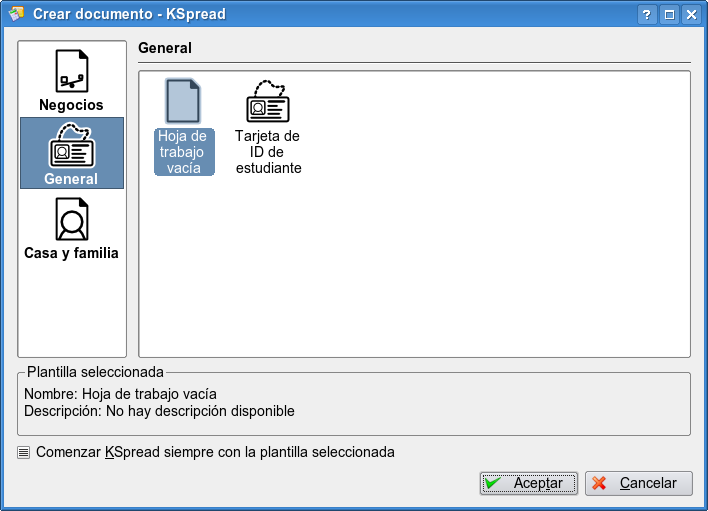 Crear documento - KSpread
Negocios
General
Casa y familia
General
Hoja de
trabajo
vacía
Tarjeta de
ID de
estudiante
Plantilla seleccionada
Nombre: Hoja de trabajo vacía
Descripción: No hay descripción disponible
Comenzar KSpread siempre con la plantilla seleccionada
Aceptar
Cancelar